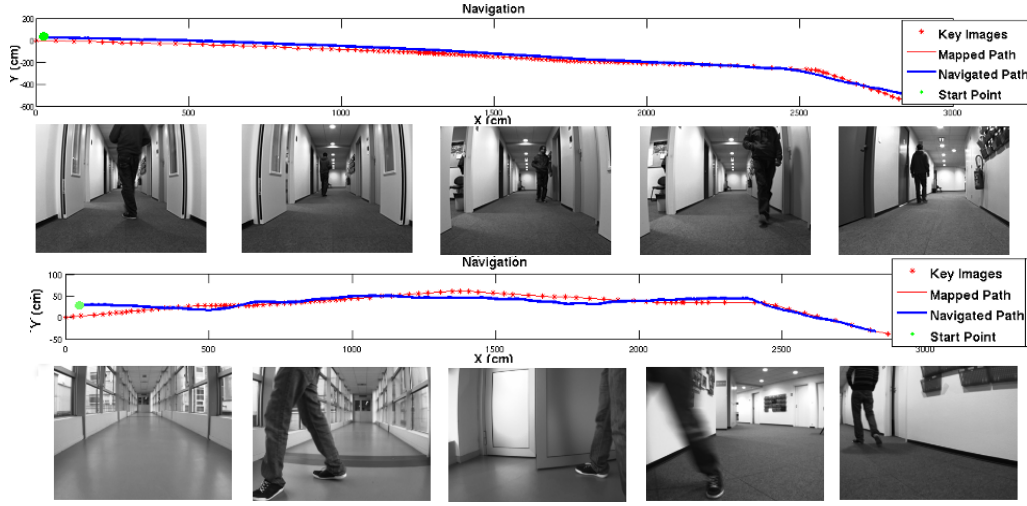 Navigation
Y (cm)
200
0
-200
-400
-600
0
500
1000
1500
2000
2500
3000
X (cm)
Key Images
Mapped Path
Navigated Path
Start Point
Navigation
Y (cm)
100
50
0
-50
0
500
1000
1500
2000
2500
3000
X (cm)
Key Images
Mapped Path
Navigated Path
Start Point